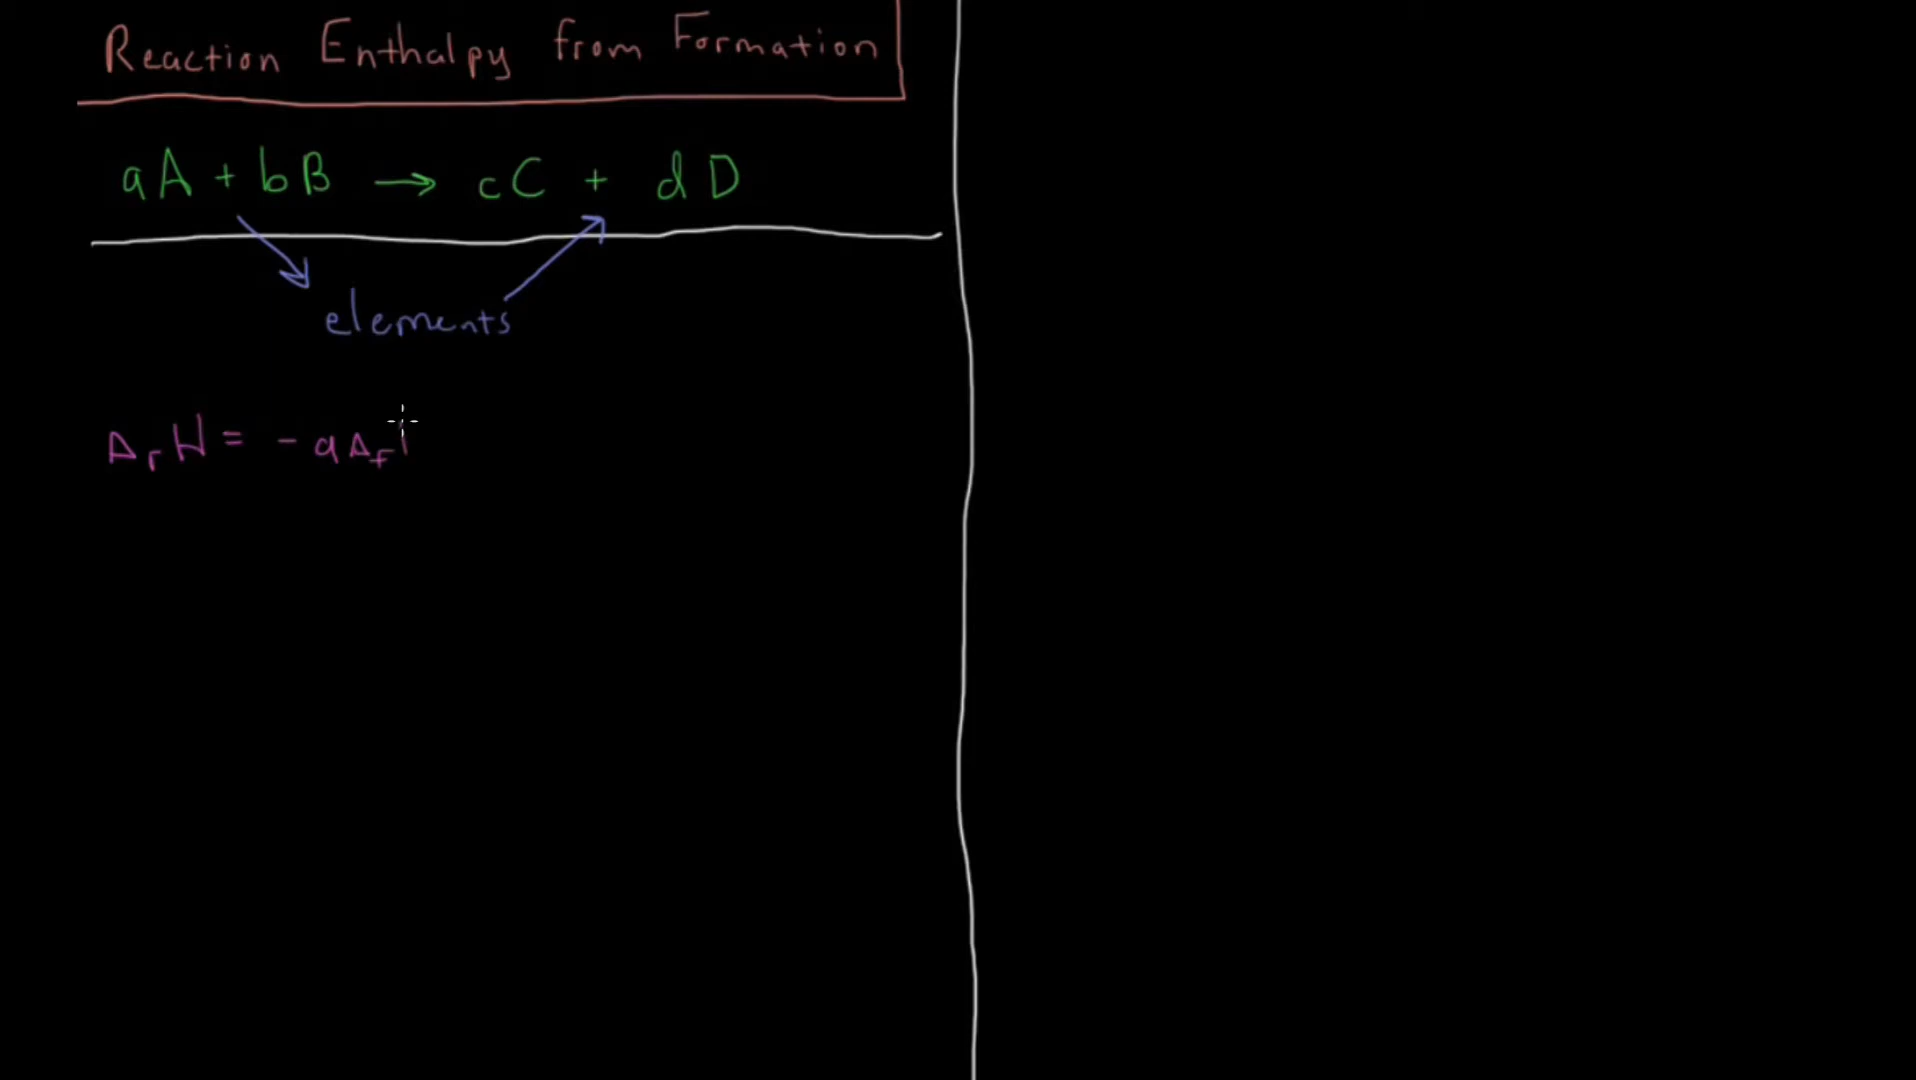 Reaction Enthalpy from Formation
aA + bB → cC + dD
elements
ΔrH = - aΔf